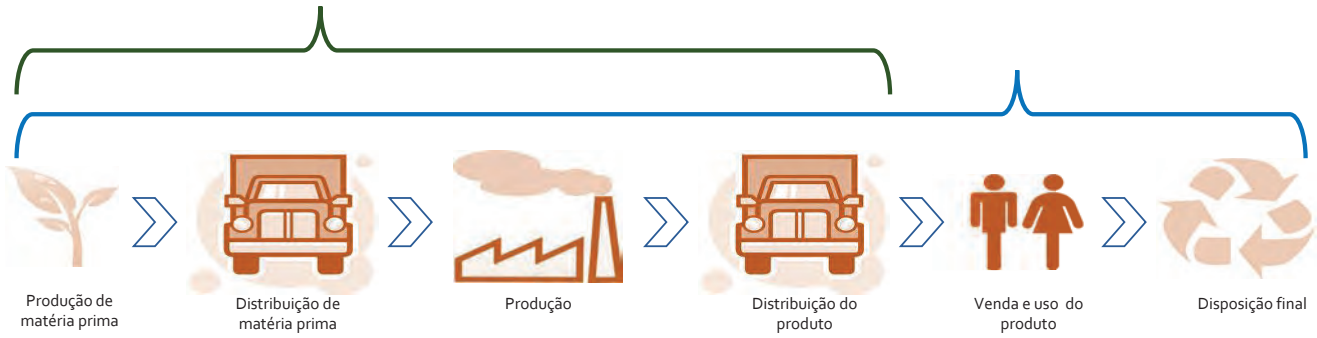 Produção de
matéria prima
Distribuição de
matéria prima
Produção
Distribuição do
produto
Venda e uso do
produto
Disposição final